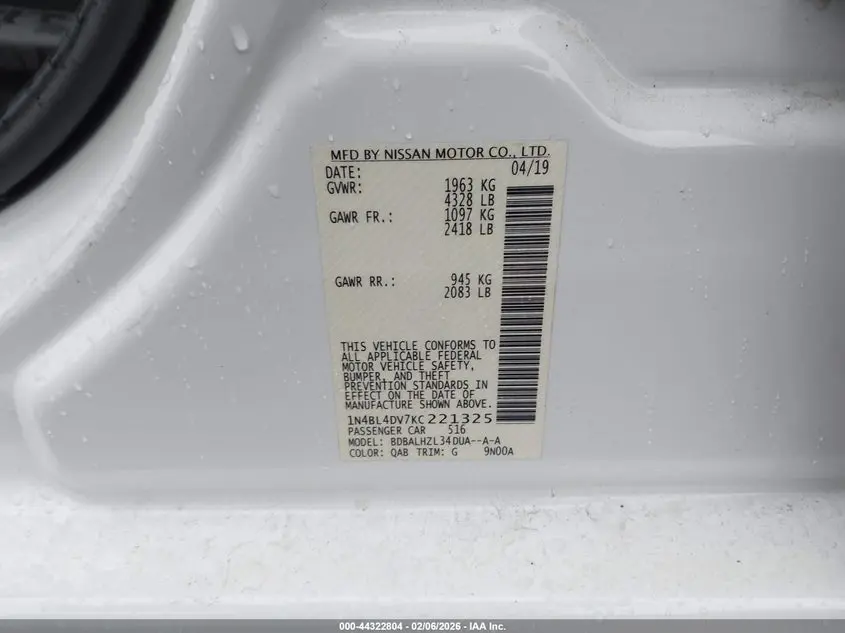 MFD BY NISSAN MOTOR CO., LTD.
DATE: 04/19
GVWR: 1963 KG
4328 LB
GAWR FR.: 1097 KG
2418 LB
GAWR RR.: 945 KG
2083 LB
THIS VEHICLE CONFORMS TO
ALL APPLICABLE FEDERAL
MOTOR VEHICLE SAFETY,
BUMPER, AND THEFT
PREVENTION STANDARDS IN
EFFECT ON THE DATE OF
MANUFACTURE SHOWN ABOVE.
1N4BL4DV7KC221325
PASSENGER CAR 516
MODEL: BDBALHZL34DUA--A-A
COLOR: QAB TRIM: G 9N00A
000-44322804 - 02/06/2026 - IAA Inc.